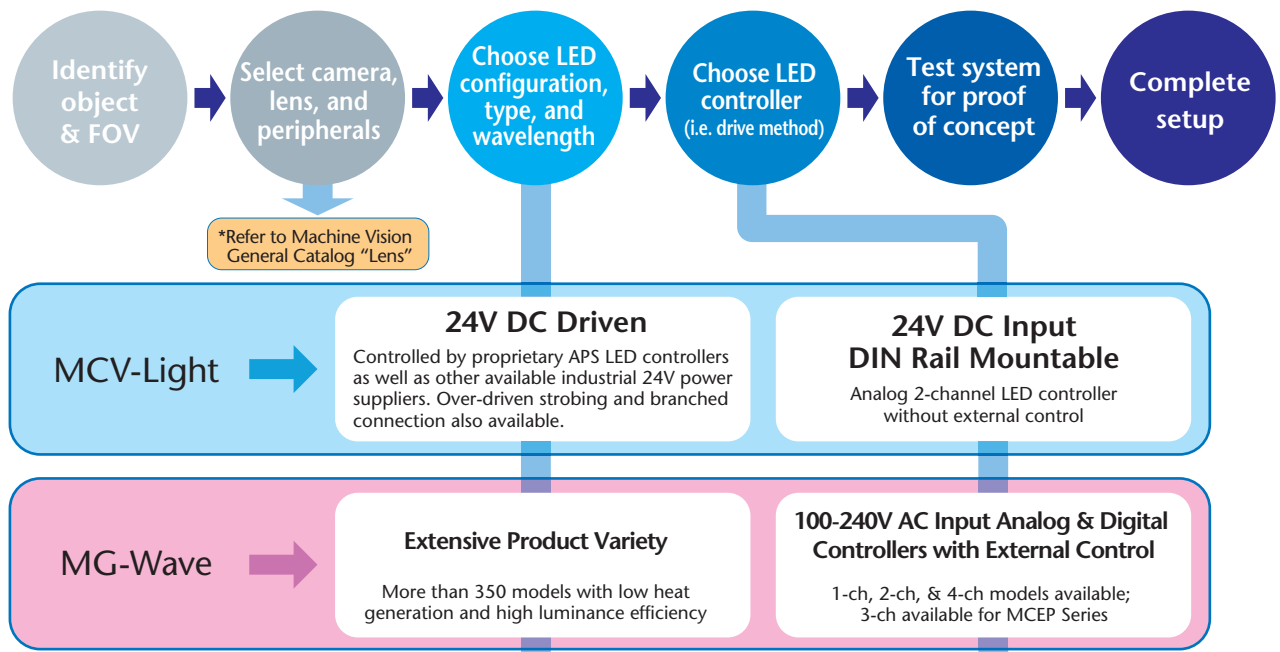 Identify
object
& FOV
Select camera,
lens, and
peripherals
Choose LED
configuration,
type, and
wavelength
Choose LED
controller
(i.e. drive method)
Test system
for proof
of concept
Complete
setup
*Refer to Machine Vision
General Catalog “Lens”
MCV-Light
24V DC Driven
Controlled by proprietary APS LED controllers
as well as other available industrial 24V power
suppliers. Over-driven strobing and branched
connection also available.
24V DC Input
DIN Rail Mountable
Analog 2-channel LED controller
without external control
MG-Wave
Extensive Product Variety
More than 350 models with low heat
generation and high luminance efficiency
100-240V AC Input Analog & Digital
Controllers with External Control
1-ch, 2-ch, & 4-ch models available;
3-ch available for MCEP Series